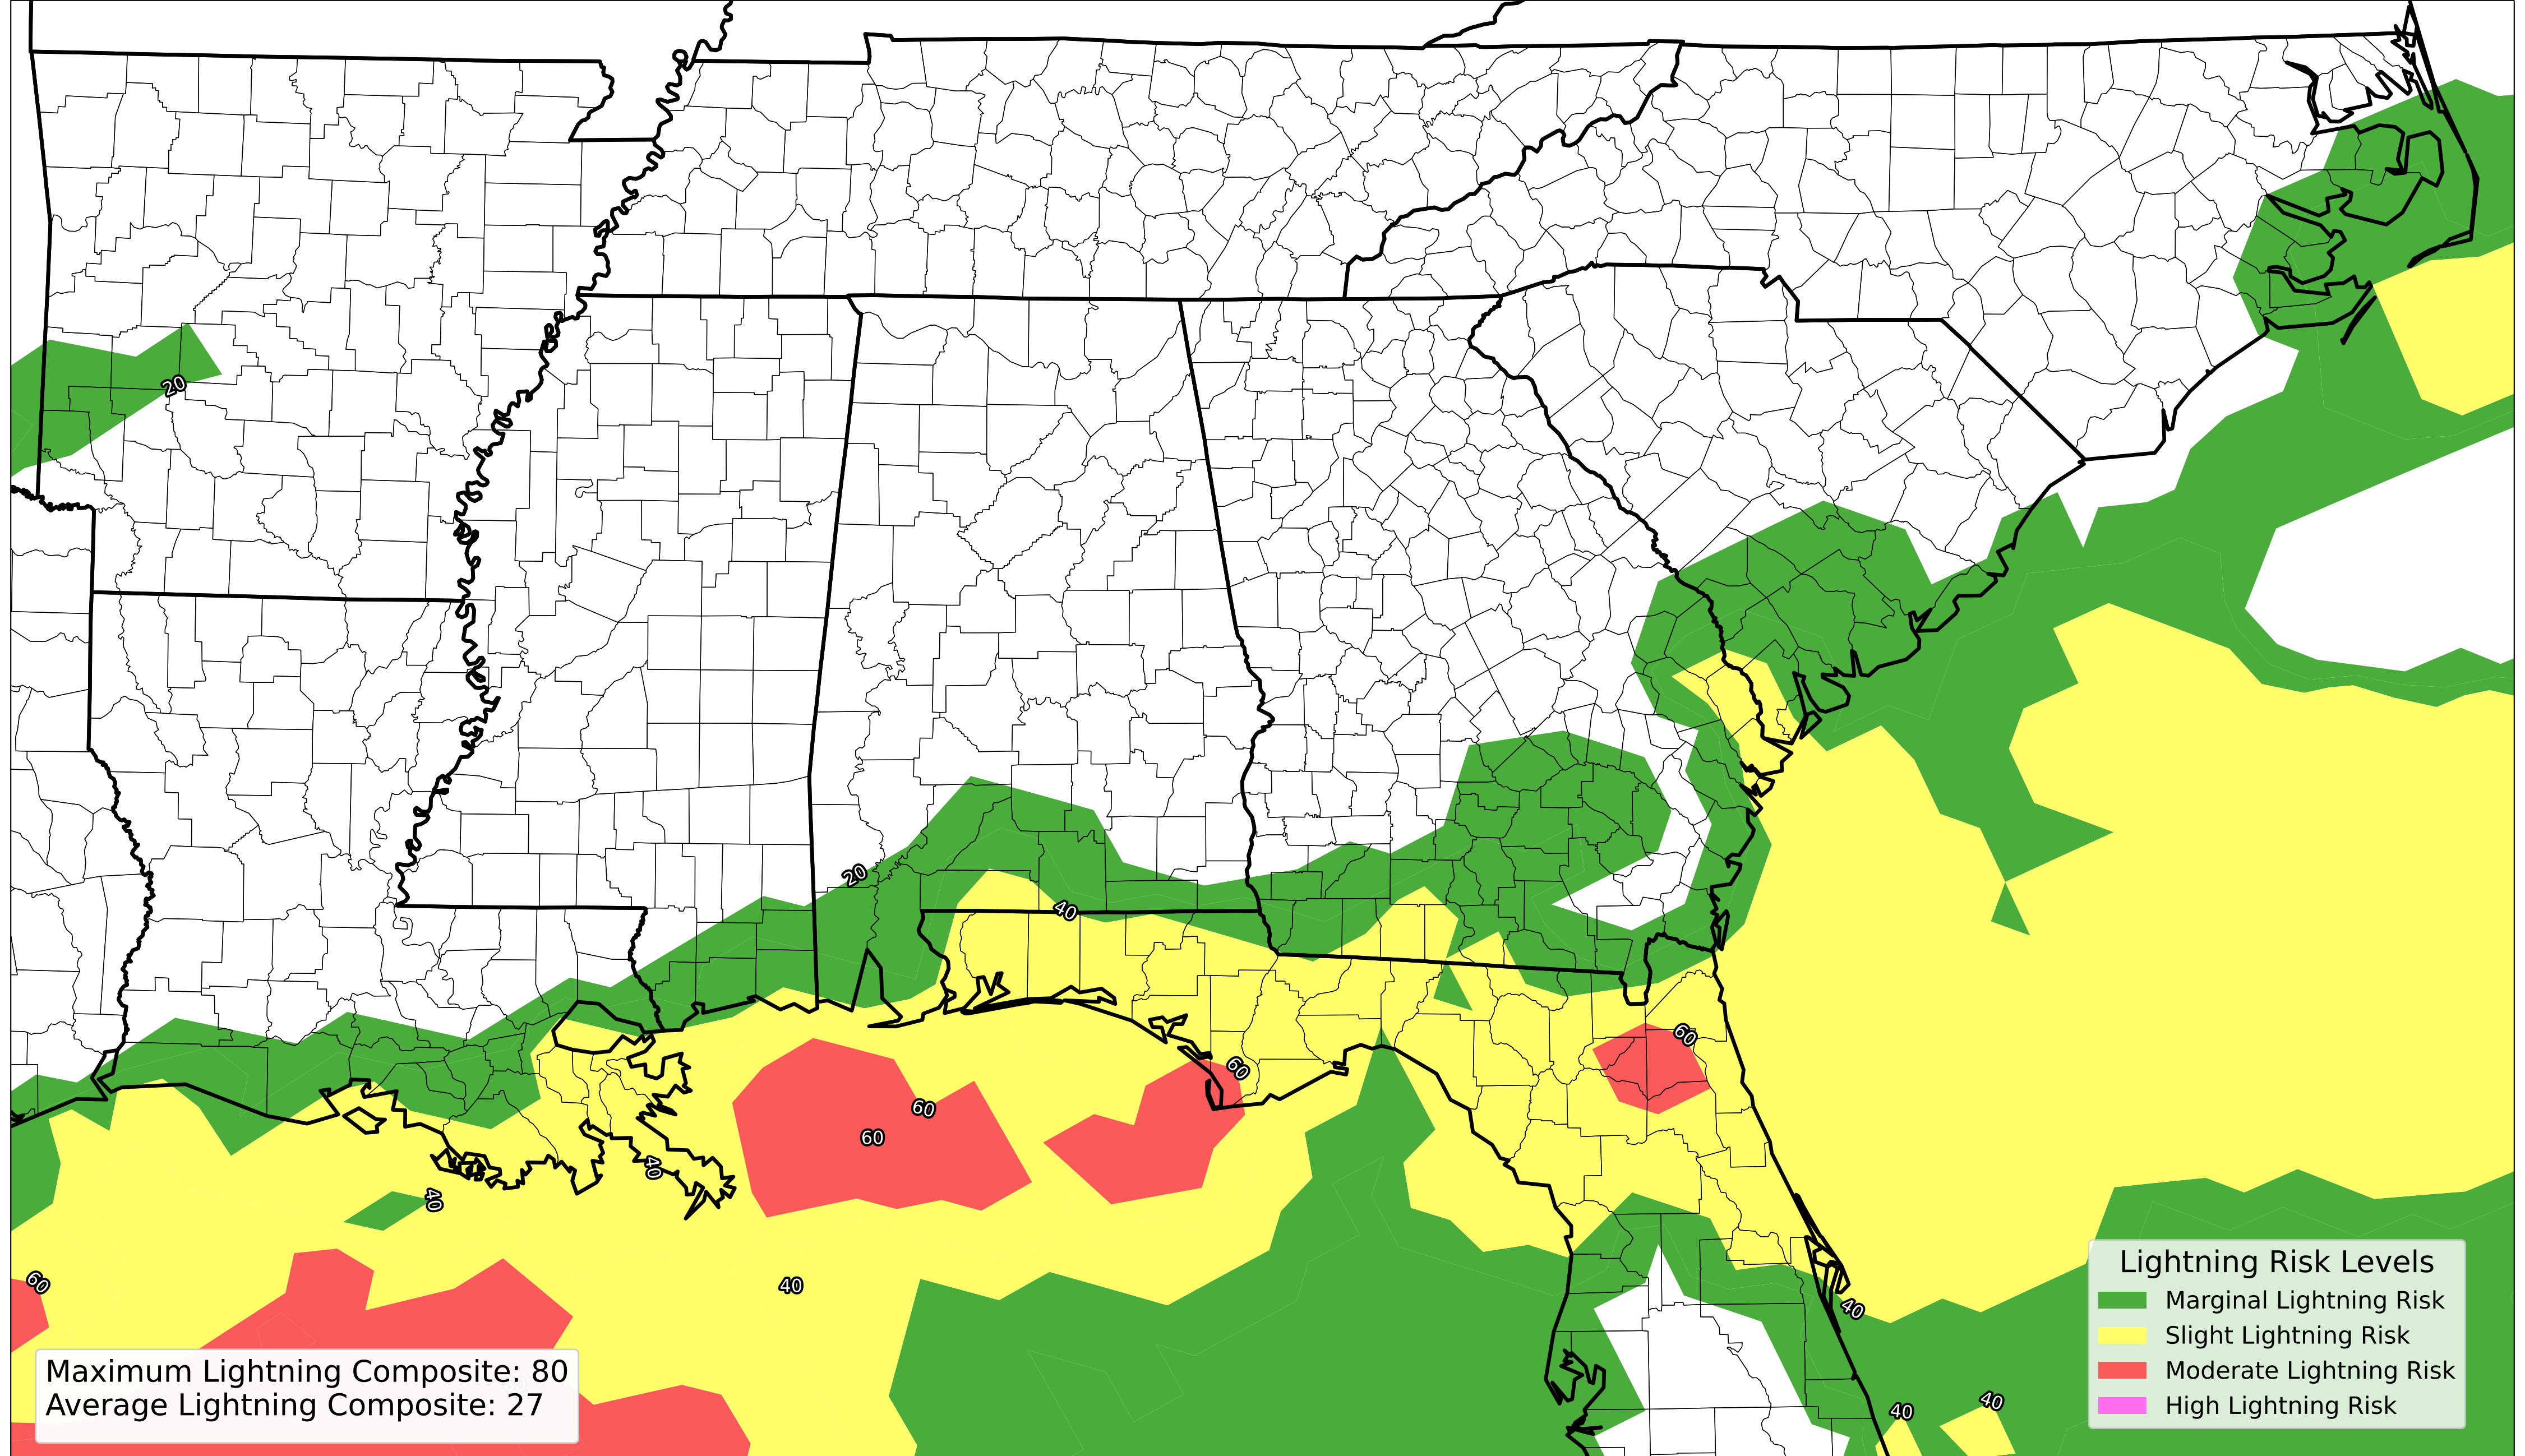 20
20
40
60
60
60
60
40
40
60
40
40
40
40
Lightning Risk Levels
Marginal Lightning Risk
Slight Lightning Risk
Moderate Lightning Risk
High Lightning Risk
Maximum Lightning Composite: 80
Average Lightning Composite: 27